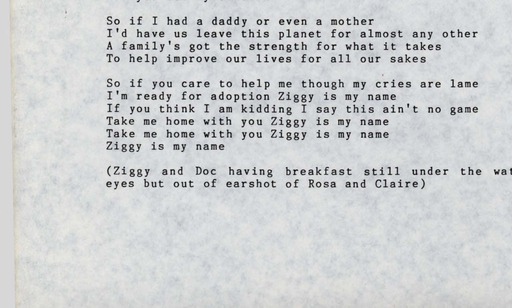 So if I had a daddy or even a mother
I'd have us leave this planet for almost any other
A family's got the strength for what it takes
To help improve our lives for all our sakes
So if you care to help me though my cries are lame
I'm ready for adoption Ziggy is my name
If you think I am kidding I say this ain't no game
Take me home with you Ziggy is my name
Take me home with you Ziggy is my name
Ziggy is my name
(Ziggy and Doc having breakfast still under the
eyes but out of earshot of Rosa and Claire)